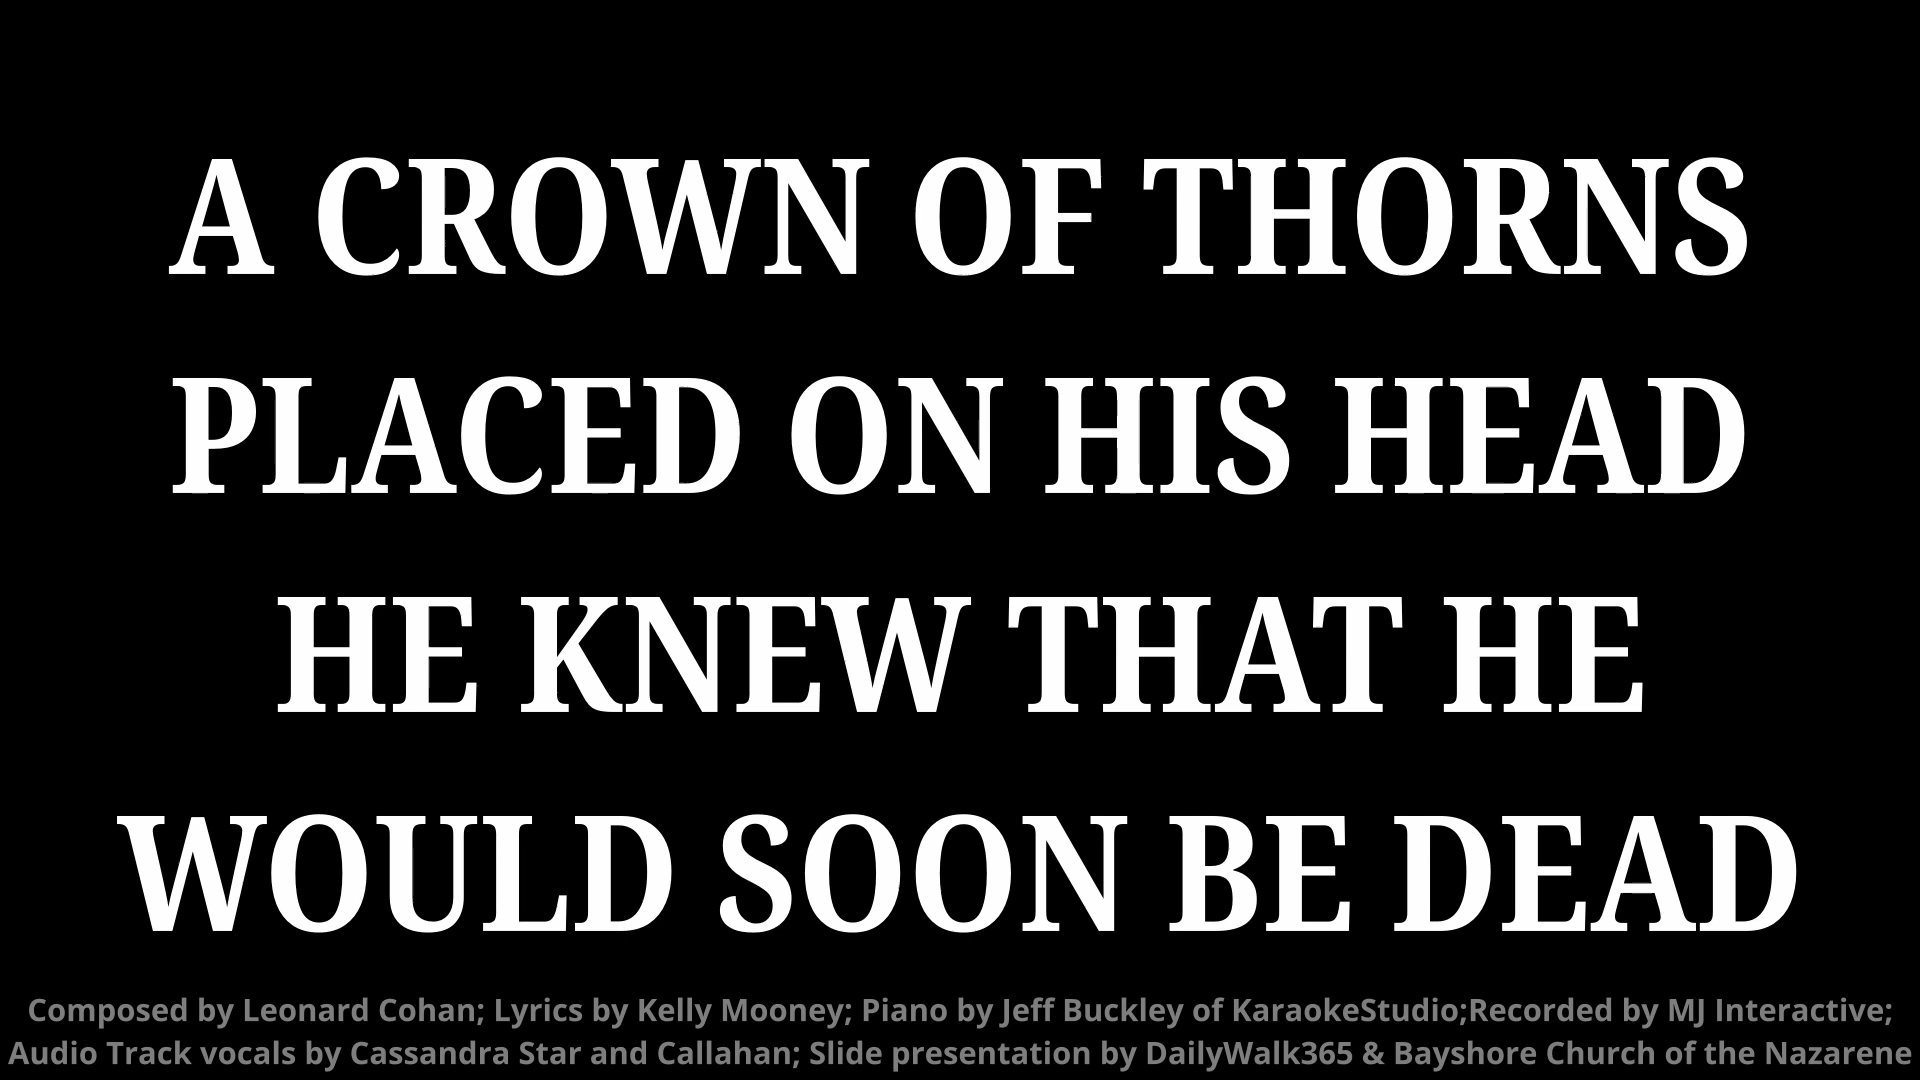 A CROWN OF THORNS
PLACED ON HIS HEAD
HE KNEW THAT HE
WOULD SOON BE DEAD
Composed by Leonard Cohan; Lyrics by Kelly Mooney; Piano by Jeff Buckley of KaraokeStudio;Recorded by MJ Interactive;
Audio Track vocals by Cassandra Star and Callahan; Slide presentation by DailyWalk365 & Bayshore Church of the Nazarene